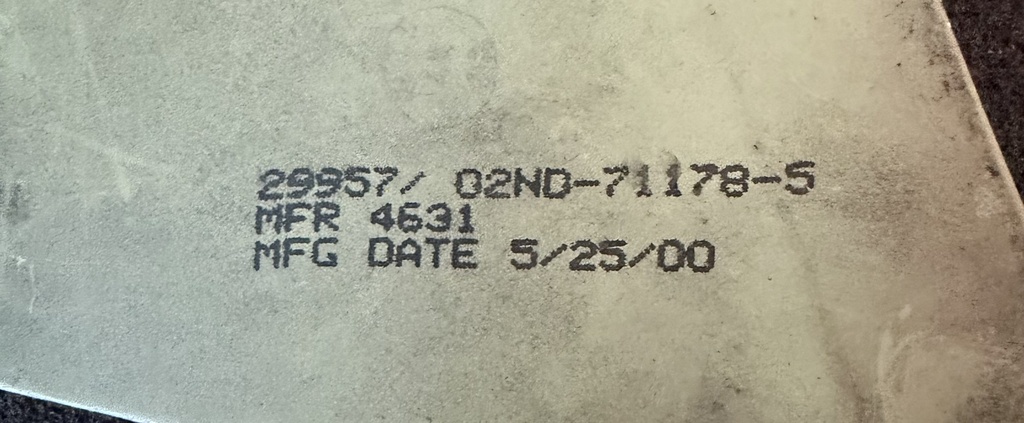 29957/ 02ND-71178-5
MFR 4631
MFG DATE 5/25/00